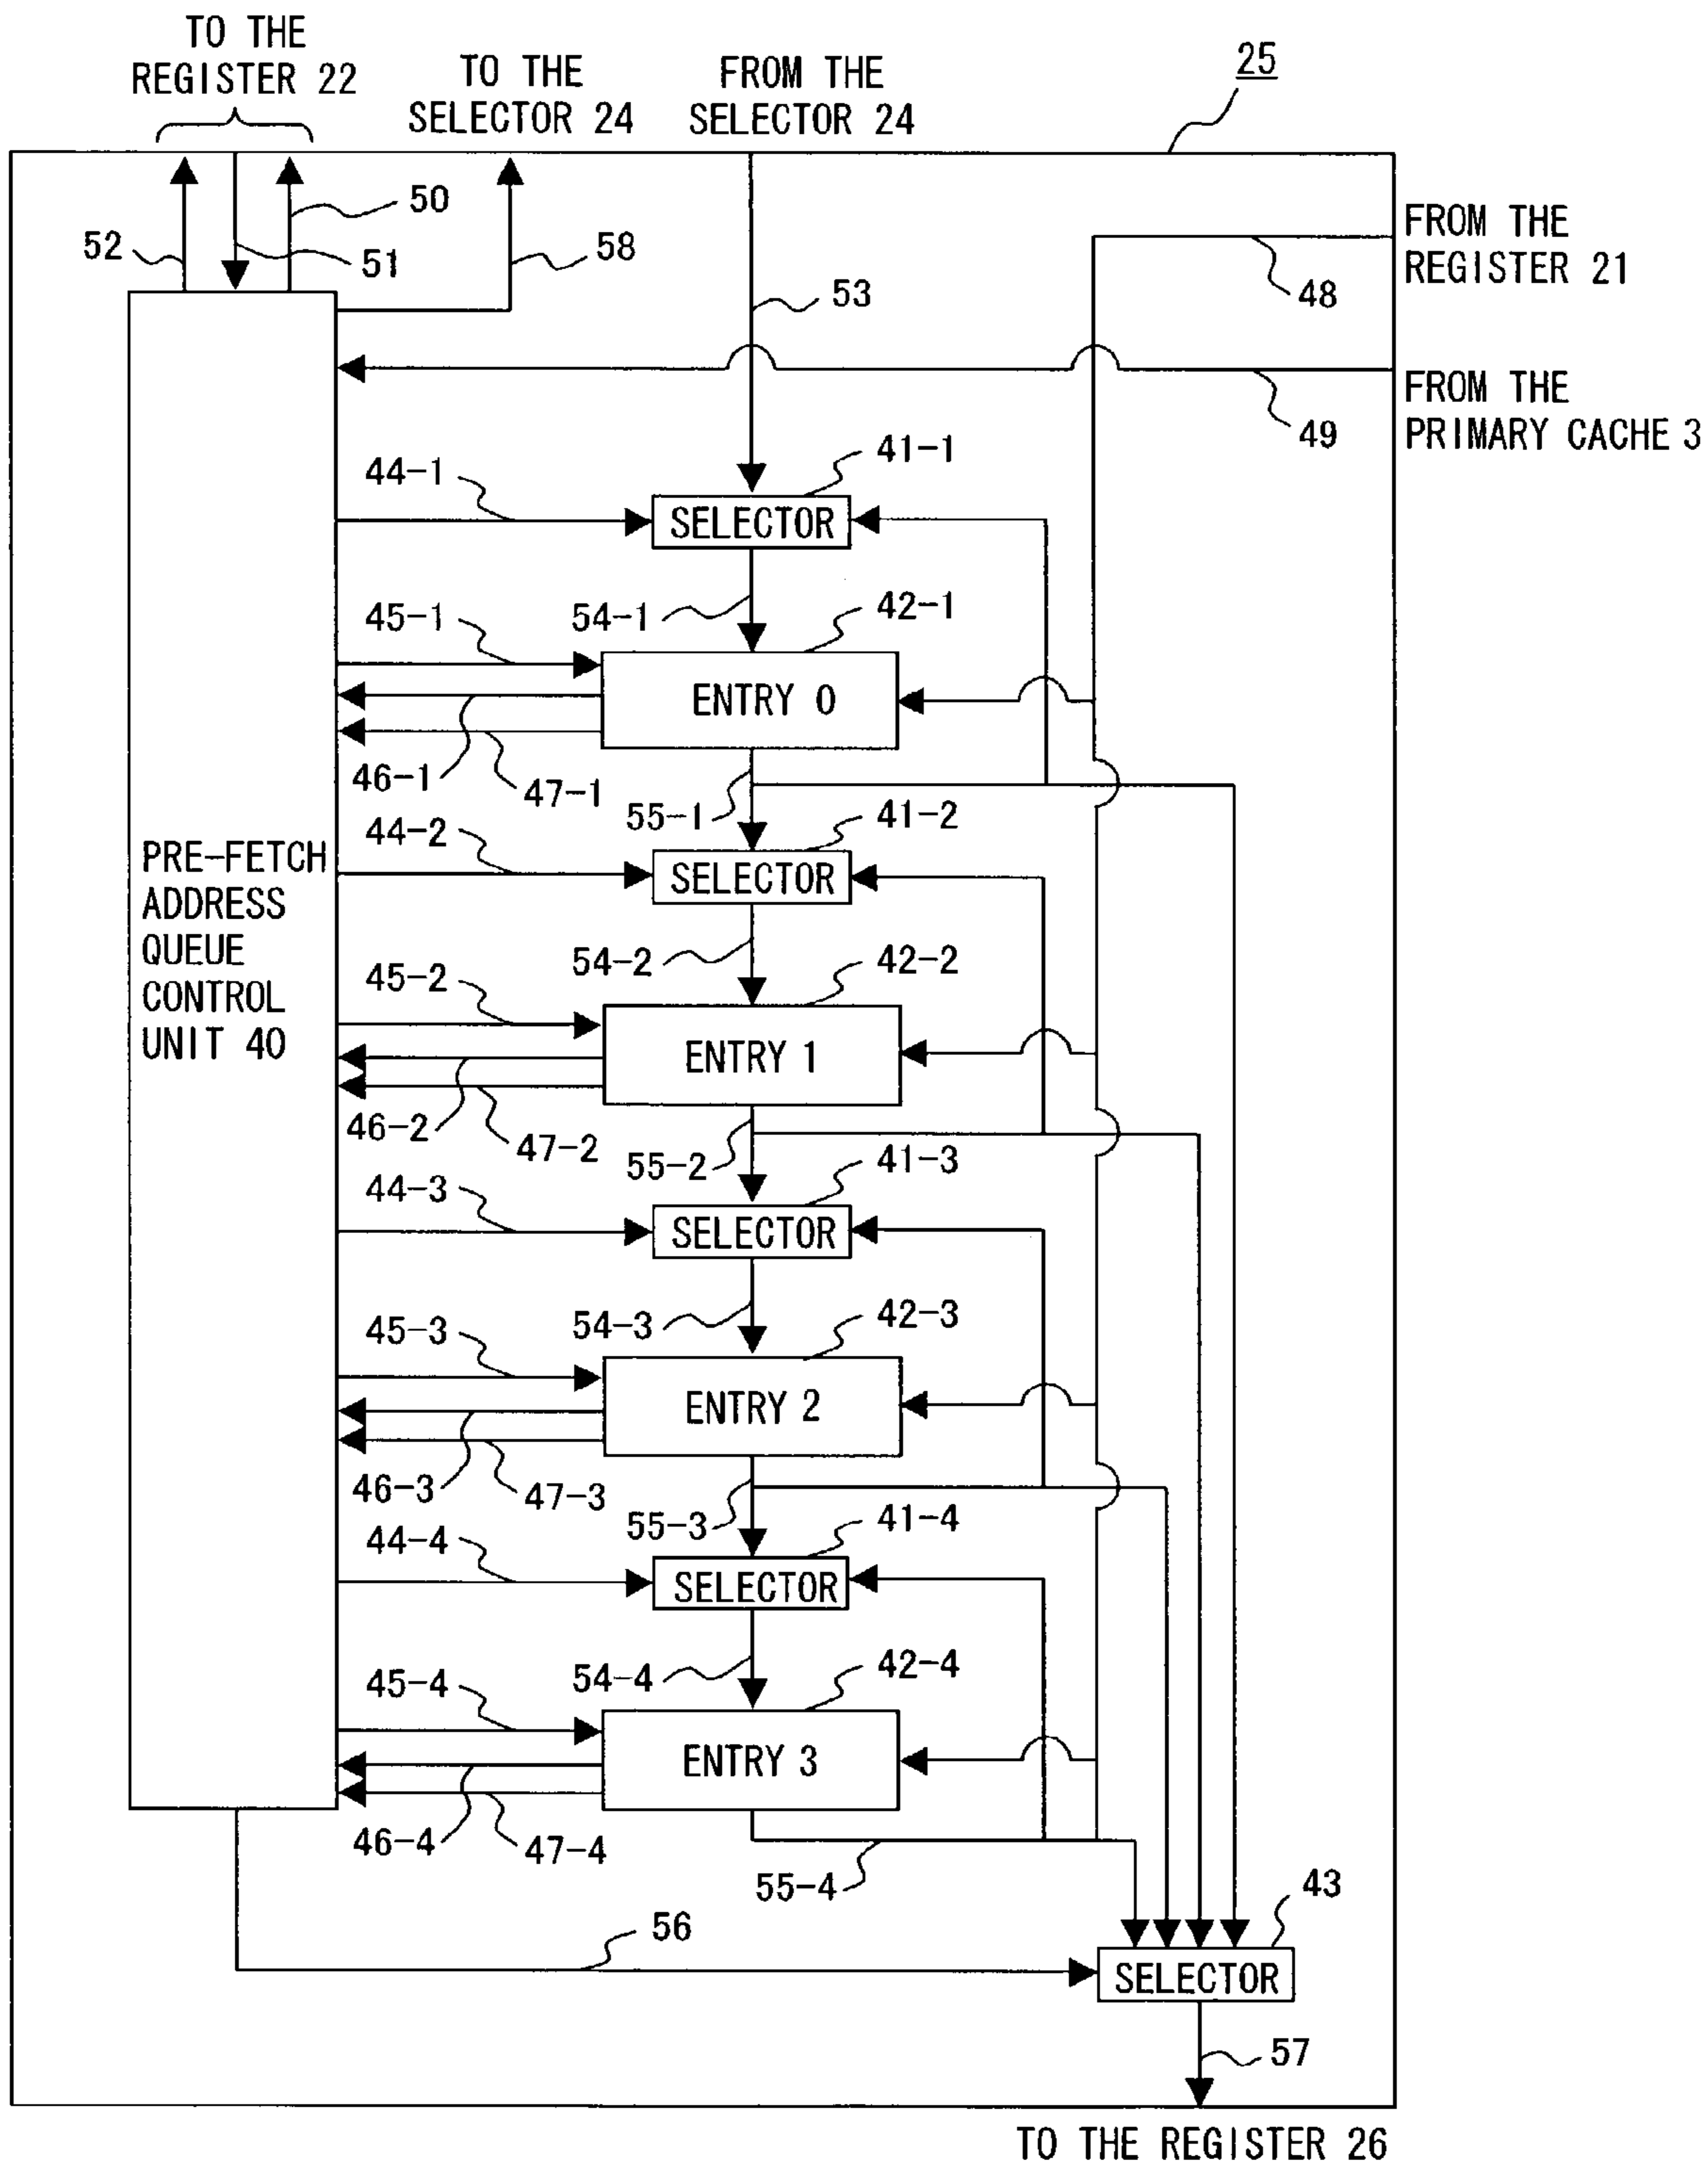 TO THE
REGISTER 22
TO THE
SELECTOR 24
FROM THE
SELECTOR 24
25
50
52
51
58
53
FROM THE
REGISTER 21
48
FROM THE
PRIMARY CACHE 3
49
44-1
41-1
SELECTOR
45-1
54-1
42-1
ENTRY 0
46-1
47-1
55-1
41-2
44-2
SELECTOR
PRE-FETCH
ADDRESS
QUEUE
CONTROL
UNIT 40
45-2
54-2
42-2
ENTRY 1
46-2
47-2
55-2
41-3
44-3
SELECTOR
45-3
54-3
42-3
ENTRY 2
46-3
47-3
55-3
41-4
44-4
SELECTOR
45-4
54-4
42-4
ENTRY 3
46-4
47-4
55-4
43
56
SELECTOR
57
TO THE REGISTER 26